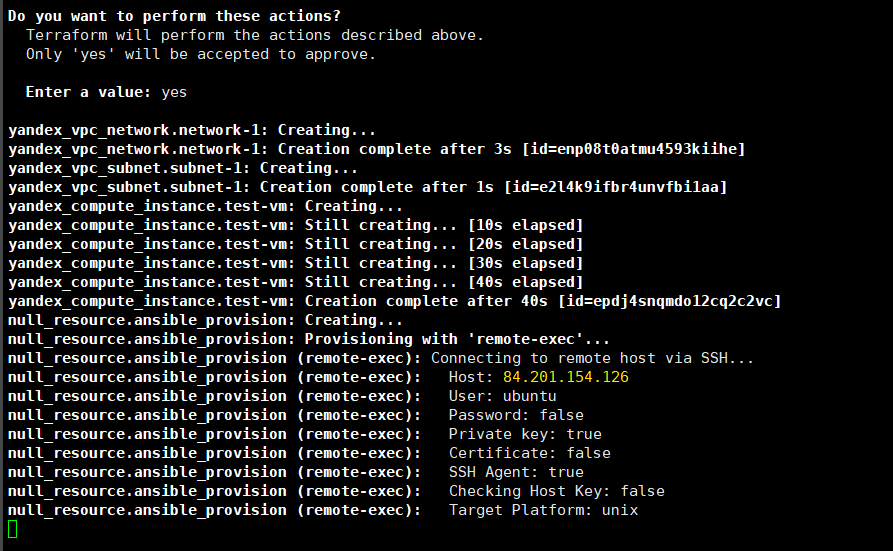 Do you want to perform these actions?
  Terraform will perform the actions described above.
  Only 'yes' will be accepted to approve.

  Enter a value: yes

yandex_vpc_network.network-1: Creating...
yandex_vpc_network.network-1: Creation complete after 3s [id=enp08t0atmu4593kiihe]
yandex_vpc_subnet.subnet-1: Creating...
yandex_vpc_subnet.subnet-1: Creation complete after 1s [id=e2l4k9ifbr4unvfbi1aa]
yandex_compute_instance.test-vm: Creating...
yandex_compute_instance.test-vm: Still creating... [10s elapsed]
yandex_compute_instance.test-vm: Still creating... [20s elapsed]
yandex_compute_instance.test-vm: Still creating... [30s elapsed]
yandex_compute_instance.test-vm: Still creating... [40s elapsed]
yandex_compute_instance.test-vm: Creation complete after 40s [id=epdj4snqmdo12cq2c2vc]
null_resource.ansible_provision: Creating...
null_resource.ansible_provision: Provisioning with 'remote-exec'...
null_resource.ansible_provision (remote-exec): Connecting to remote host via SSH...
null_resource.ansible_provision (remote-exec):   Host: 84.201.154.126
null_resource.ansible_provision (remote-exec):   User: ubuntu
null_resource.ansible_provision (remote-exec):   Password: false
null_resource.ansible_provision (remote-exec):   Private key: true
null_resource.ansible_provision (remote-exec):   Certificate: false
null_resource.ansible_provision (remote-exec):   SSH Agent: true
null_resource.ansible_provision (remote-exec):   Checking Host Key: false
null_resource.ansible_provision (remote-exec):   Target Platform: unix